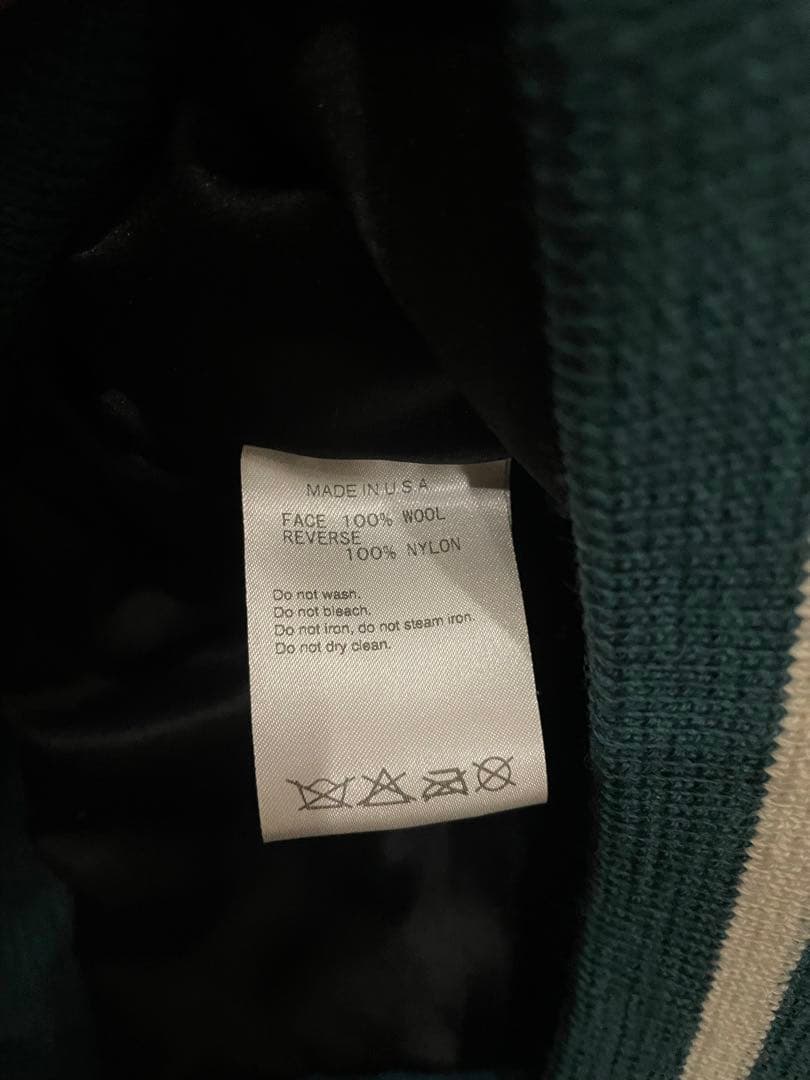 MADE IN U.S.A
FACE 100% WOOL
REVERSE
100% NYLON
Do not wash.
Do not bleach.
Do not iron, do not steam iron.
Do not dry clean.